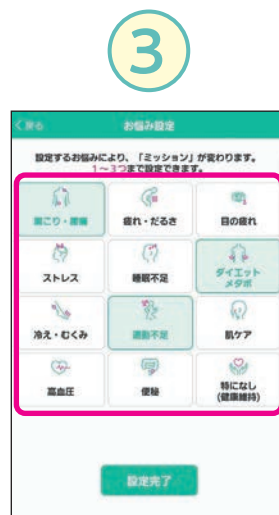 3
戻る お悩み設定
設定するお悩みにより、「ミッション」が変わります。
1～3つまで設定できます。
肩こり・腰痛 疲れ・だるさ 目の疲れ
ストレス 睡眠不足 ダイエット
メタボ
冷え・むくみ 運動不足 肌ケア
高血圧 便秘 特になし
(健康維持)
設定完了